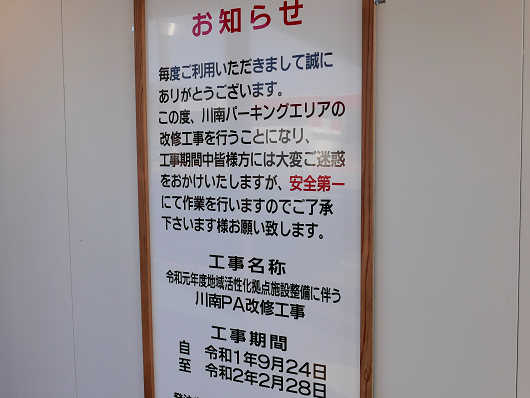 お知らせ
毎度ご利用いただきまして誠に
ありがとうございます。
この度、川南パーキングエリアの
改修工事を行うことになり、
工事期間中皆様方には大変ご迷惑
をおかけいたしますが、安全第一
にて作業を行いますのでご了承
下さいます様お願い致します。
工事名称
令和元年度地域活性化拠点施設整備に伴う
川南PA改修工事
工事期間
自 令和1年9月24日
至 令和2年2月28日